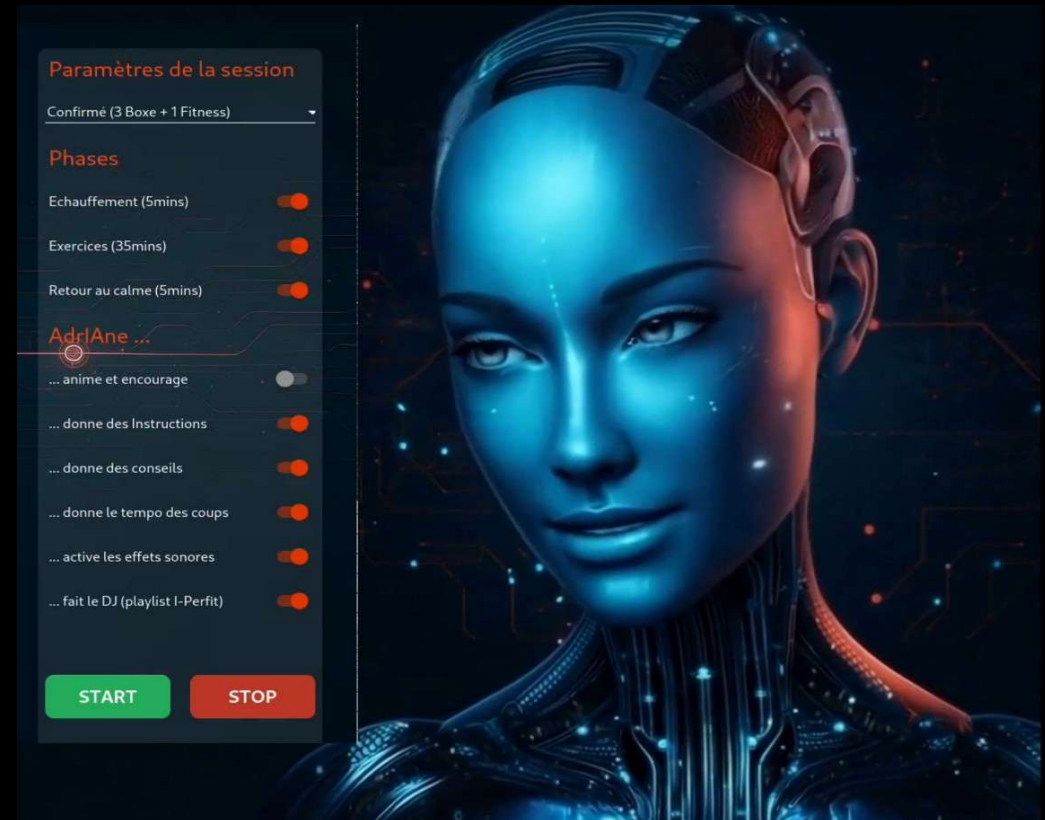 Paramètres de la session
Confirmé (3 Boxe + 1 Fitness)
Phases
Echauffement (5mins)
Exercices (35mins)
Retour au calme (5mins)
AdrIAne ...
... anime et encourage
... donne des Instructions
... donne des conseils
... donne le tempo des coups
... active les effets sonores
... fait le DJ (playlist I-Perfit)
START
STOP